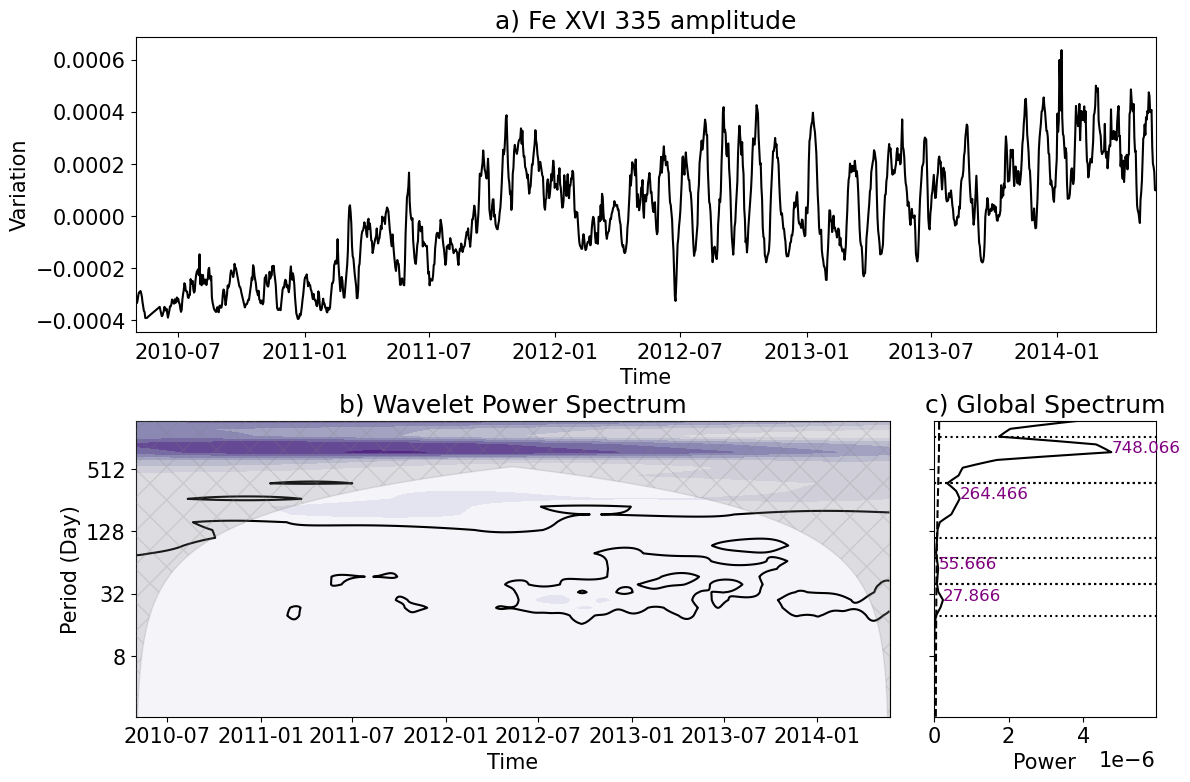 a) Fe XVI 335 amplitude
Variation
0.0006
0.0004
0.0002
0.0000
−0.0002
−0.0004
2010-07 2011-01 2011-07 2012-01 2012-07 2013-01 2013-07 2014-01
Time
b) Wavelet Power Spectrum
Period (Day)
512
128
32
8
2010-07 2011-01 2011-07 2012-01 2012-07 2013-01 2013-07 2014-01
Time
c) Global Spectrum
748.066
264.466
55.666
27.866
0 2 4
Power 1e−6